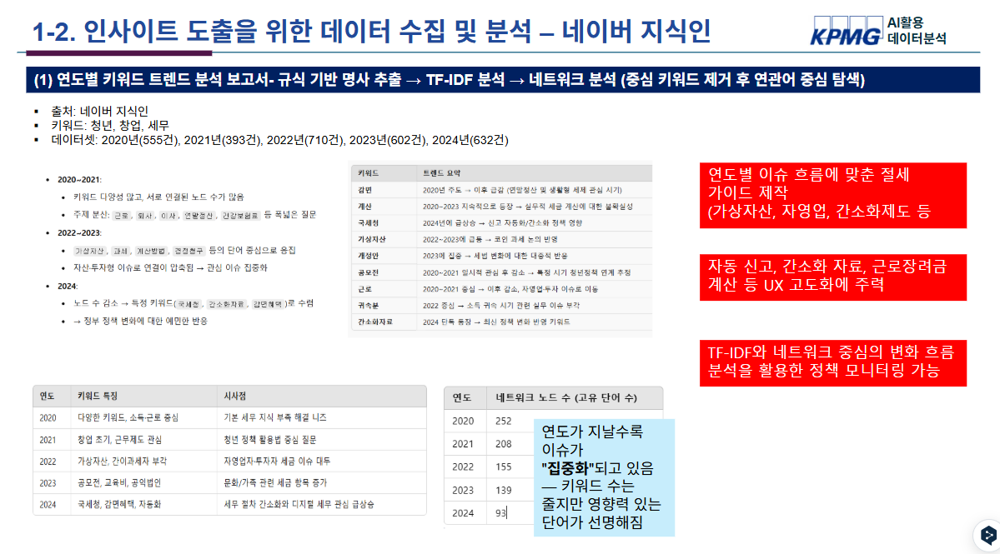 1-2. 인사이트 도출을 위한 데이터 수집 및 분석 – 네이버 지식인
KPMG AI활용
데이터분석
(1) 연도별 키워드 트렌드 분석 보고서- 규식 기반 명사 추출 → TF-IDF 분석 → 네트워크 분석 (중심 키워드 제거 후 연관어 중심 탐색)
▪ 출처: 네이버 지식인
▪ 키워드: 청년, 창업, 세무
▪ 데이터셋: 2020년(555건), 2021년(393건), 2022년(710건), 2023년(602건), 2024년(632건)
• 2020~2021:
• 키워드 다양성 많고, 서로 연결된 노드 수가 많음
• 주제 분산: 근로, 회사, 이사, 연말정산, 건강보험료 등 폭넓은 질문
• 2022~2023:
• 가상자산, 과세, 계산방법, 경정청구 등의 단어 중심으로 응집
• 자산·투자형 이슈로 연결이 압축됨 → 관심 이슈 집중화
• 2024:
• 노드 수 감소 → 특정 키워드(국세청, 간소화자료, 감면혜택)로 수렴
• → 정부 정책 변화에 대한 예민한 반응
키워드 트렌드 요약
감면 2020년 주도 → 이후 급감 (연말정산 및 생활형 세제 관심 시기)
계산 2020~2023 지속적으로 등장 → 실무적 세금 계산에 대한 불확실성
국세청 2024년에 급상승 → 신고 자동화/간소화 정책 영향
가상자산 2022~2023에 급등 → 코인 과세 논의 반영
개정안 2023에 집중 → 세법 변화에 대한 대중적 반응
공모전 2020~2021 일시적 관심 후 감소 → 특정 시기 청년정책 연계 추정
근로 2020~2021 중심 → 이후 감소, 자영업·투자 이슈로 이동
귀속분 2022 중심 → 소득 귀속 시기 관련 실무 이슈 부각
간소화자료 2024 단독 등장 → 최신 정책 변화 반영 키워드
연도별 이슈 흐름에 맞춘 절세
가이드 제작
(가상자산, 자영업, 간소화제도 등
자동 신고, 간소화 자료, 근로장려금
계산 등 UX 고도화에 주력
TF-IDF와 네트워크 중심의 변화 흐름
분석을 활용한 정책 모니터링 가능
연도 키워드 특징 시사점
2020 다양한 키워드, 소득·근로 중심 기본 세무 지식 부족 해결 니즈
2021 창업 초기, 근무제도 관심 청년 정책 활용법 중심 질문
2022 가상자산, 간이과세자 부각 자영업자·투자자 세금 이슈 대두
2023 공모전, 교육비, 공익법인 문화/가족 관련 세금 항목 증가
2024 국세청, 감면혜택, 자동화 세무 절차 간소화와 디지털 세무 관심 급상승
연도 네트워크 노드 수 (고유 단어 수)
2020 252
2021 208
2022 155
2023 139
2024 93
연도가 지날수록
이슈가
"집중화"되고 있음
— 키워드 수는
줄지만 영향력 있는
단어가 선명해짐